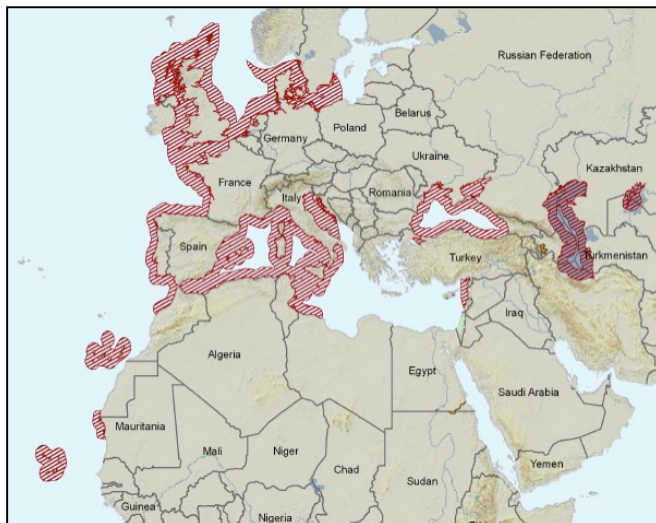 Russian Federation
Belarus
Germany
Poland
Ukraine
Kazakhstan
France
Romania
Italy
Spain
Turkey
Turkmenistan
Iraq
Algeria
Egypt
Saudi Arabia
Mauritania
Mali
Niger
Chad
Sudan
Yemen
Guinea
Nigeria